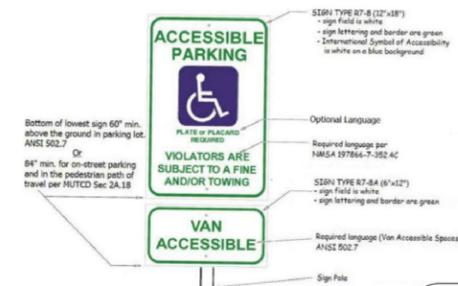 SIGN TYPE R7-8 (12"x18")
- sign field is white
- sign lettering and border are green
- International Symbol of Accessibility
is white on a blue background
ACCESSIBLE
PARKING
PLATE or PLACARD
REQUIRED
VIOLATORS ARE
SUBJECT TO A FINE
AND/OR TOWING
Optional Language
Required language per
NMSA 197866-7-352.4C
Bottom of lowest sign 60" min.
above the ground in parking lot.
ANSI 502.7
Or
84" min. for on-street parking
and in the pedestrian path of
travel per MUTCD Sec 2A.18
SIGN TYPE R7-8A (6"x12")
- sign field is white
- sign lettering and border are green
VAN
ACCESSIBLE
Required language (Van Accessible Spaces
ANSI 502.7
Sign Pole